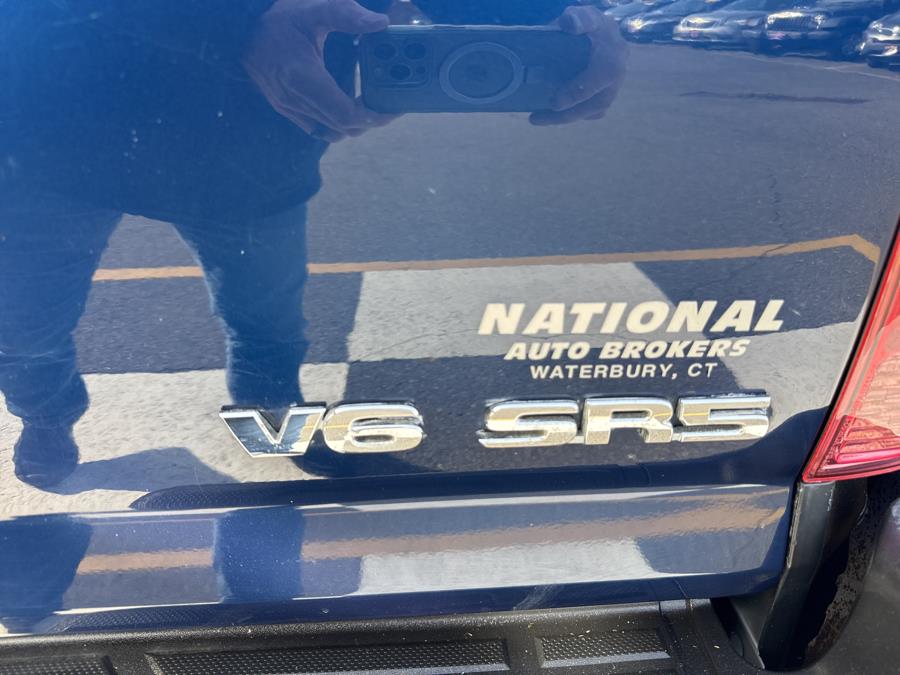 NATIONAL
AUTO BROKERS
WATERBURY, CT
V6 SR5